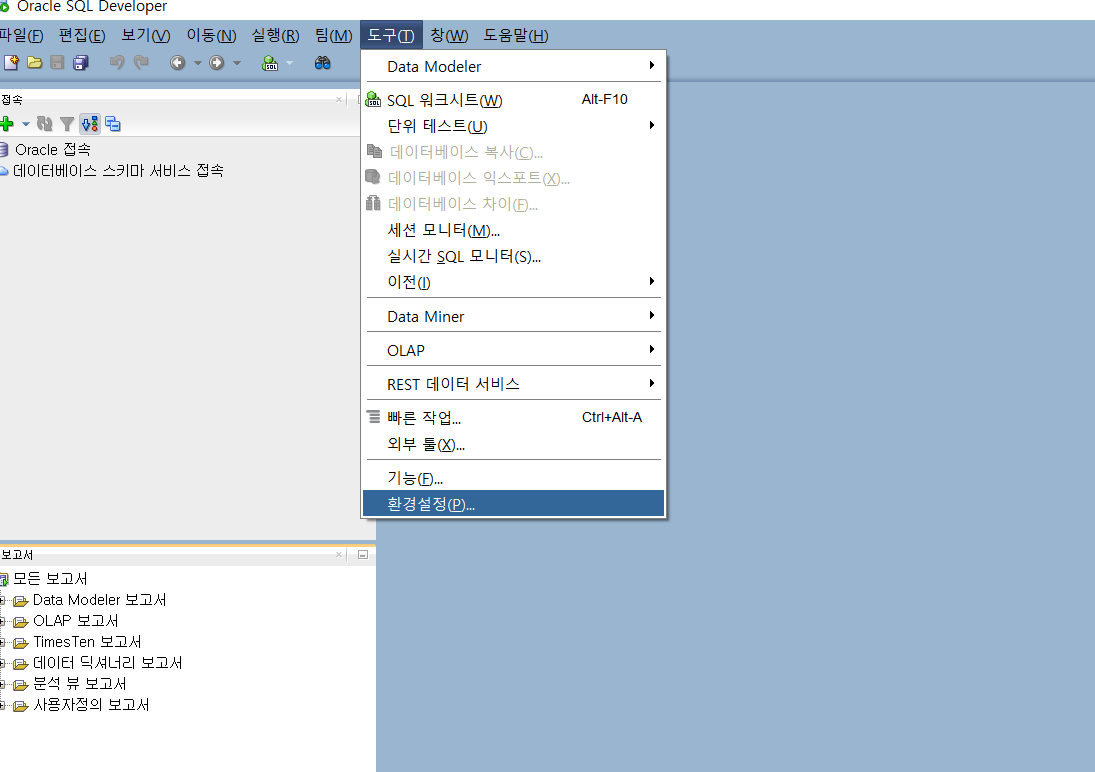 Oracle SQL Developer
파일(F) 편집(E) 보기(V) 이동(N) 실행(R) 팀(M) 도구(T) 창(W) 도움말(H)
접속
Oracle 접속
데이터베이스 스키마 서비스 접속
Data Modeler
SQL 워크시트(W) Alt-F10
단위 테스트(U)
데이터베이스 복사(C)...
데이터베이스 익스포트(X)...
데이터베이스 차이(F)...
세션 모니터(M)...
실시간 SQL 모니터(S)...
이전(I)
Data Miner
OLAP
REST 데이터 서비스
빠른 작업... Ctrl+Alt-A
외부 툴(X)...
기능(F)...
환경설정(P)...
보고서
모든 보고서
Data Modeler 보고서
OLAP 보고서
TimesTen 보고서
데이터 딕셔너리 보고서
분석 뷰 보고서
사용자정의 보고서